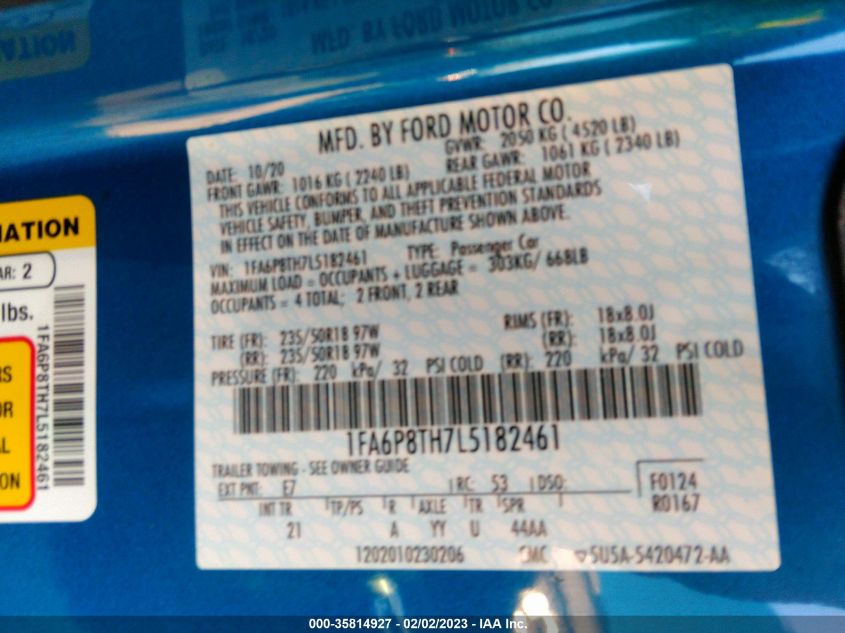 MFD. BY FORD MOTOR CO.
DATE: 10/20
GVWR: 2050 KG ( 4520 LB)
FRONT GAWR: 1016 KG ( 2240 LB)
REAR GAWR: 1061 KG ( 2340 LB)
THIS VEHICLE CONFORMS TO ALL APPLICABLE FEDERAL MOTOR
VEHICLE SAFETY, BUMPER, AND THEFT PREVENTION STANDARDS
IN EFFECT ON THE DATE OF MANUFACTURE SHOWN ABOVE.
VIN: 1FA6P8TH7L5182461 TYPE: Passenger Car
MAXIMUM LOAD = OCCUPANTS + LUGGAGE = 303KG/ 668LB
OCCUPANTS = 4 TOTAL; 2 FRONT, 2 REAR
TIRE (FR): 235/50R18 97W RIMS (FR): 18x8.0J
(RR): 235/50R18 97W (RR): 18x8.0J
PRESSURE (FR): 220 kPa/ 32 PSI COLD (RR): 220 kPa/ 32 PSI COLD
1FA6P8TH7L5182461
TRAILER TOWING - SEE OWNER GUIDE
EXT PNT: E7 RC: 53 DSO: F0124
INT TR TP/PS R AXLE TR SPR R0167
21 A YY U 44AA
1202010230206 CMC 5U5A-5420472-AA
MATION
AR: 2
lbs.
RS
OR
AL
ON
1FA6P8TH7L5182461
000-35814927 - 02/02/2023 - IAA Inc.